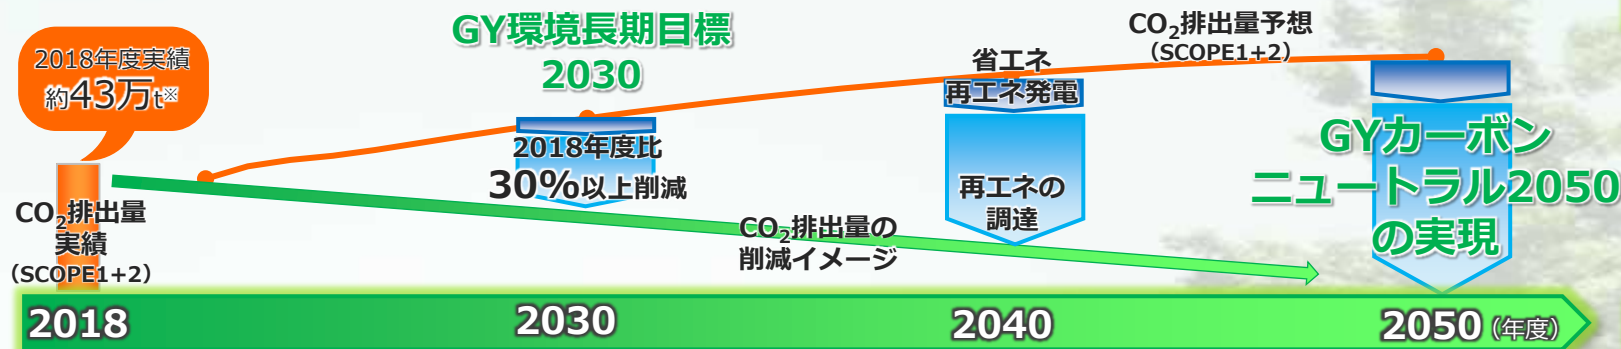 2018年度実績
約43万t※
CO2排出量
実績
（SCOPE1+2）
GY環境長期目標
2030
2018年度比
30%以上削減
CO2排出量の
削減イメージ
省エネ
再エネ発電
再エネの
調達
CO2排出量予想
（SCOPE1+2）
GYカーボン
ニュートラル2050
の実現
2018
2030
2040
2050（年度）